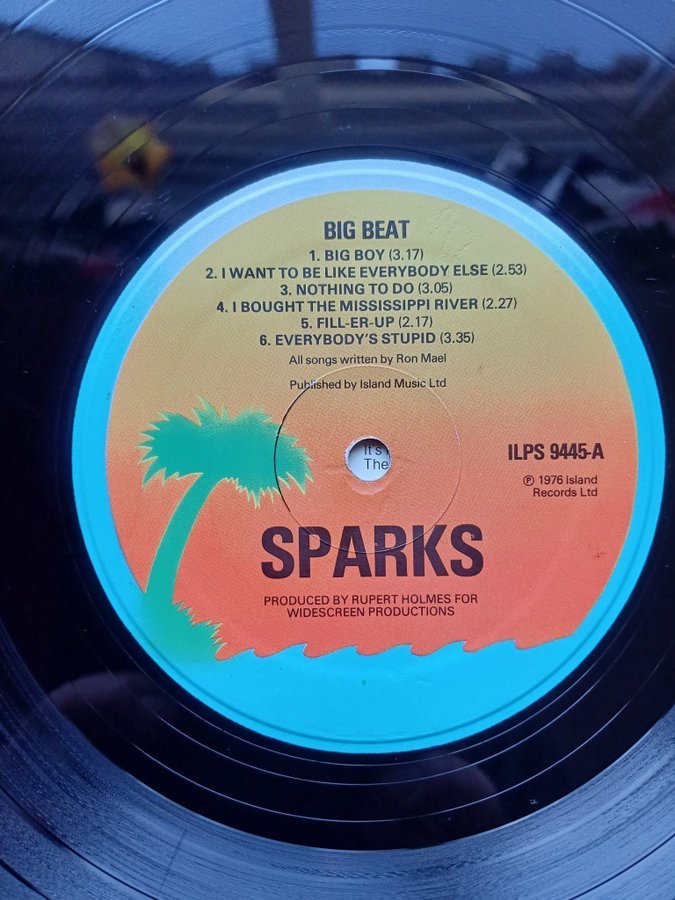 BIG BEAT
1. BIG BOY (3.17)
2. I WANT TO BE LIKE EVERYBODY ELSE (2.53)
3. NOTHING TO DO (3.05)
4. I BOUGHT THE MISSISSIPPI RIVER (2.27)
5. FILL-ER-UP (2.17)
6. EVERYBODY'S STUPID (3.35)
All songs written by Ron Mael
Published by Island Music Ltd
It's
The
ILPS 9445-A
℗ 1976 Island
Records Ltd
SPARKS
PRODUCED BY RUPERT HOLMES FOR
WIDESCREEN PRODUCTIONS